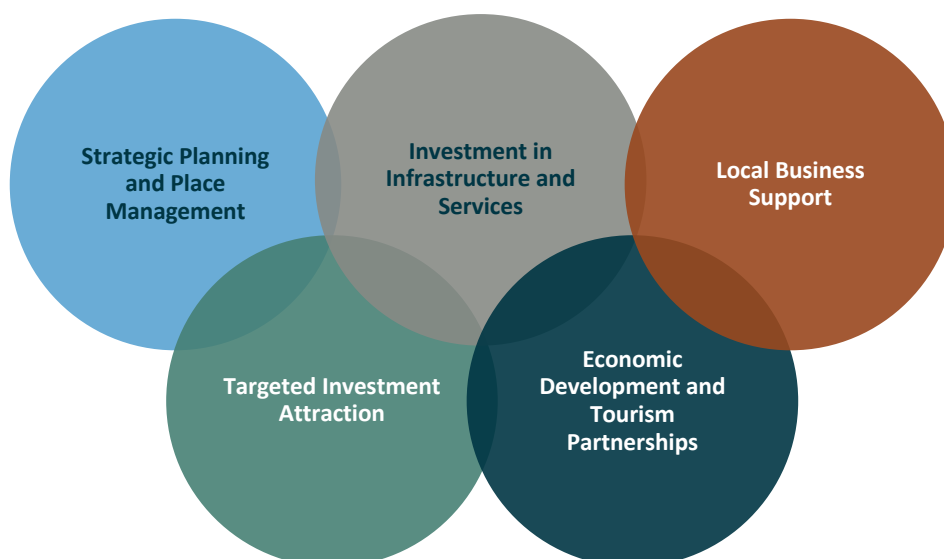 Strategic Planning
and Place
Management
Investment in
Infrastructure and
Services
Local Business
Support
Targeted Investment
Attraction
Economic
Development and
Tourism
Partnerships